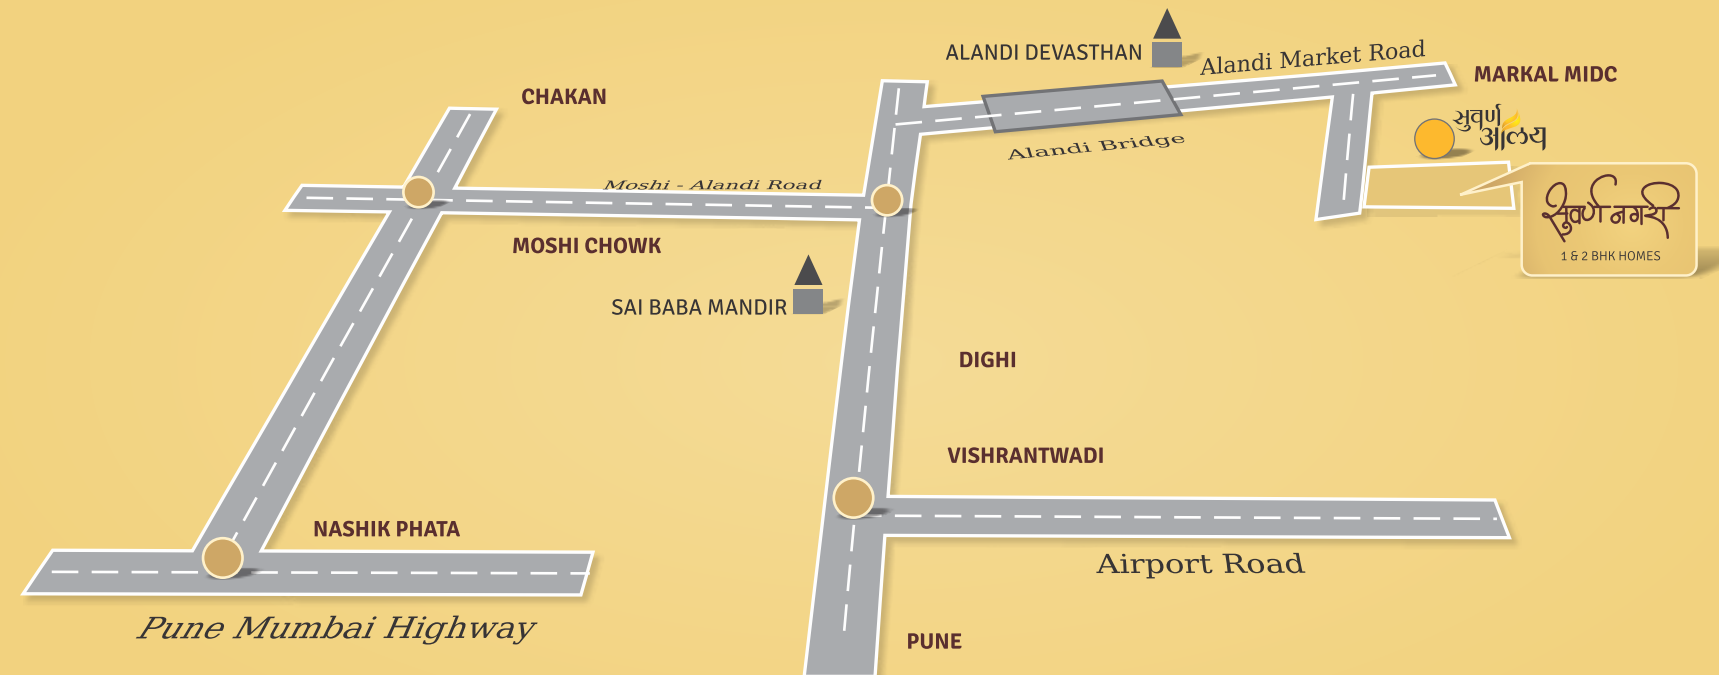 ALANDI DEVASTHAN
Alandi Market Road
MARKAL MIDC
CHAKAN
सुवर्ण
आलय
Alandi Bridge
Moshi - Alandi Road
सुवर्ण नगरी
1 & 2 BHK HOMES
MOSHI CHOWK
SAI BABA MANDIR
DIGHI
VISHRANTWADI
NASHIK PHATA
Airport Road
Pune Mumbai Highway
PUNE